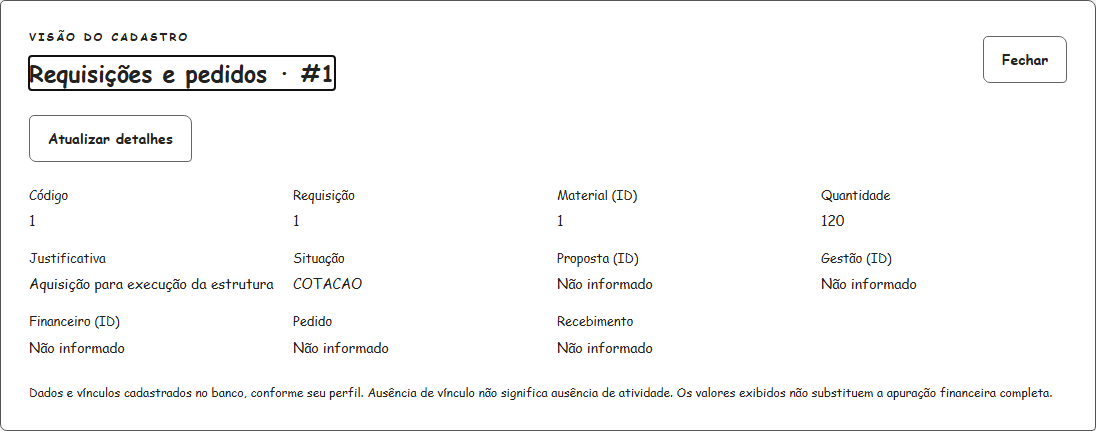 VISÃO DO CADASTRO
Requisições e pedidos · #1
Fechar
Atualizar detalhes
Código Requisição Material (ID) Quantidade
1 1 1 120
Justificativa Situação Proposta (ID) Gestão (ID)
Aquisição para execução da estrutura COTACAO Não informado Não informado
Financeiro (ID) Pedido Recebimento
Não informado Não informado Não informado
Dados e vínculos cadastrados no banco, conforme seu perfil. Ausência de vínculo não significa ausência de atividade. Os valores exibidos não substituem a apuração financeira completa.